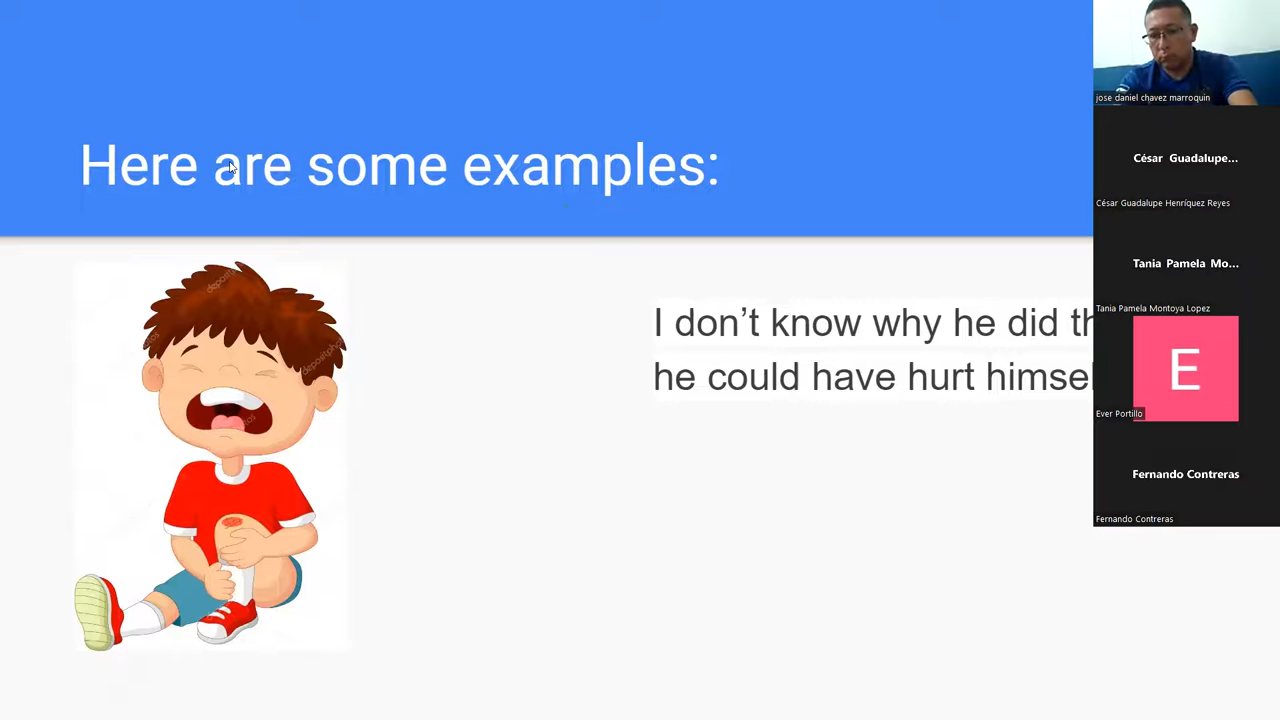 Here are some examples:
I don't know why he did th
he could have hurt himsel
jose daniel chavez marroquin
César Guadalupe...
César Guadalupe Henríquez Reyes
Tania Pamela Mo...
Tania Pamela Montoya Lopez
E
Ever Portillo
Fernando Contreras
Fernando Contreras